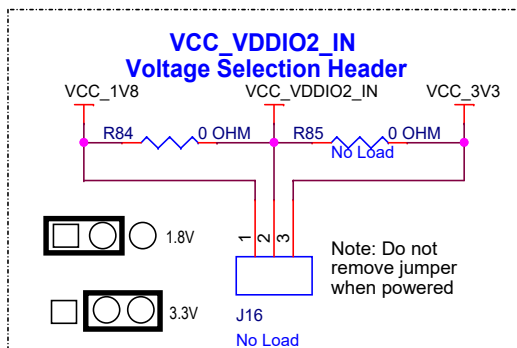 VCC_VDDIO2_IN
Voltage Selection Header
VCC_1V8
VCC_VDDIO2_IN
VCC_3V3
R84
0 OHM
R85
0 OHM
No Load
1
2
3
1.8V
3.3V
Note: Do not
remove jumper
when powered
J16
No Load